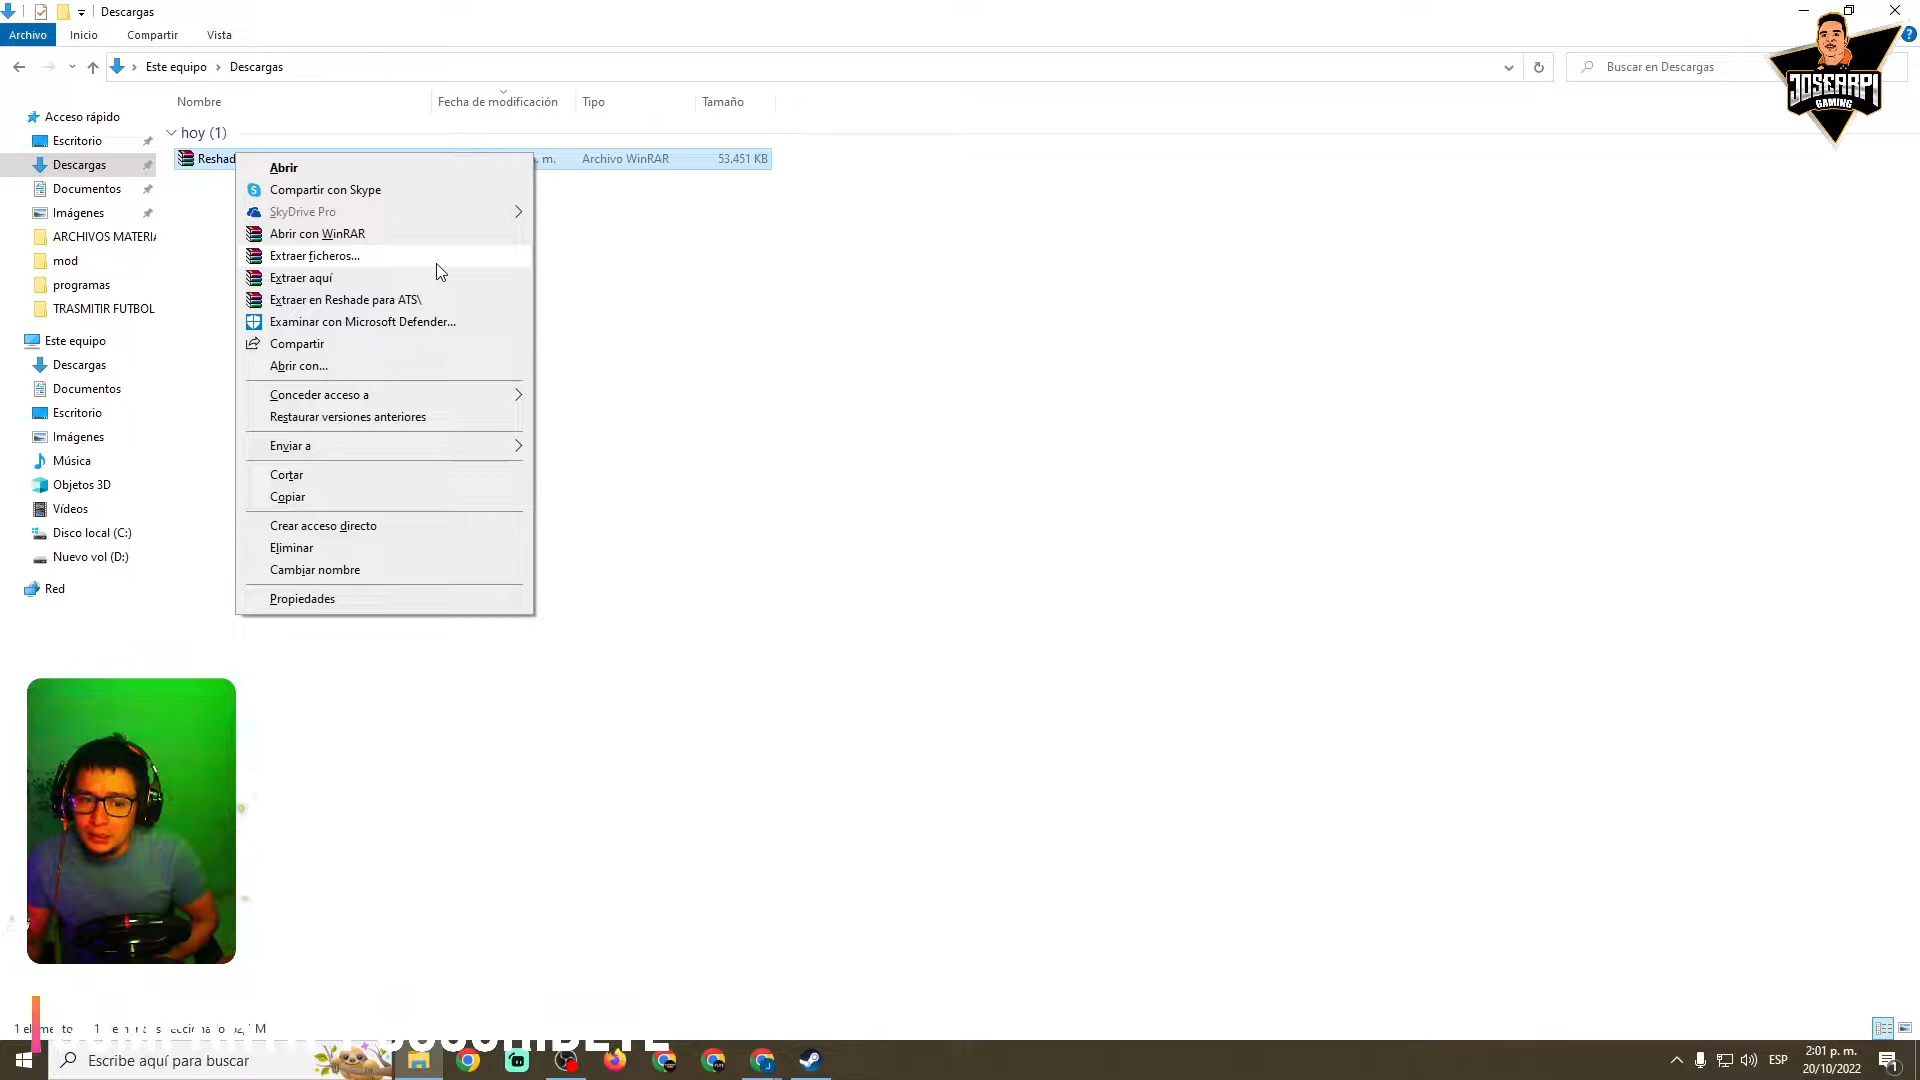 Descargas
Archivo Inicio Compartir Vista
Este equipo Descargas
Buscar en Descargas
JOSEARPI
GAMING
Nombre Fecha de modificación Tipo Tamaño
Acceso rápido
Escritorio
Descargas
Documentos
Imágenes
ARCHIVOS MATERIA
mod
programas
TRASMITIR FUTBOL
Este equipo
Descargas
Documentos
Escritorio
Imágenes
Música
Objetos 3D
Vídeos
Disco local (C:)
Nuevo vol (D:)
Red
hoy (1)
Reshad . m. Archivo WinRAR 53.451 KB
Abrir
Compartir con Skype
SkyDrive Pro
Abrir con WinRAR
Extraer ficheros...
Extraer aquí
Extraer en Reshade para ATS\
Examinar con Microsoft Defender...
Compartir
Abrir con...
Conceder acceso a
Restaurar versiones anteriores
Enviar a
Cortar
Copiar
Crear acceso directo
Eliminar
Cambiar nombre
Propiedades
Escribe aquí para buscar
ESP
2:01 p. m.
20/10/2022
1